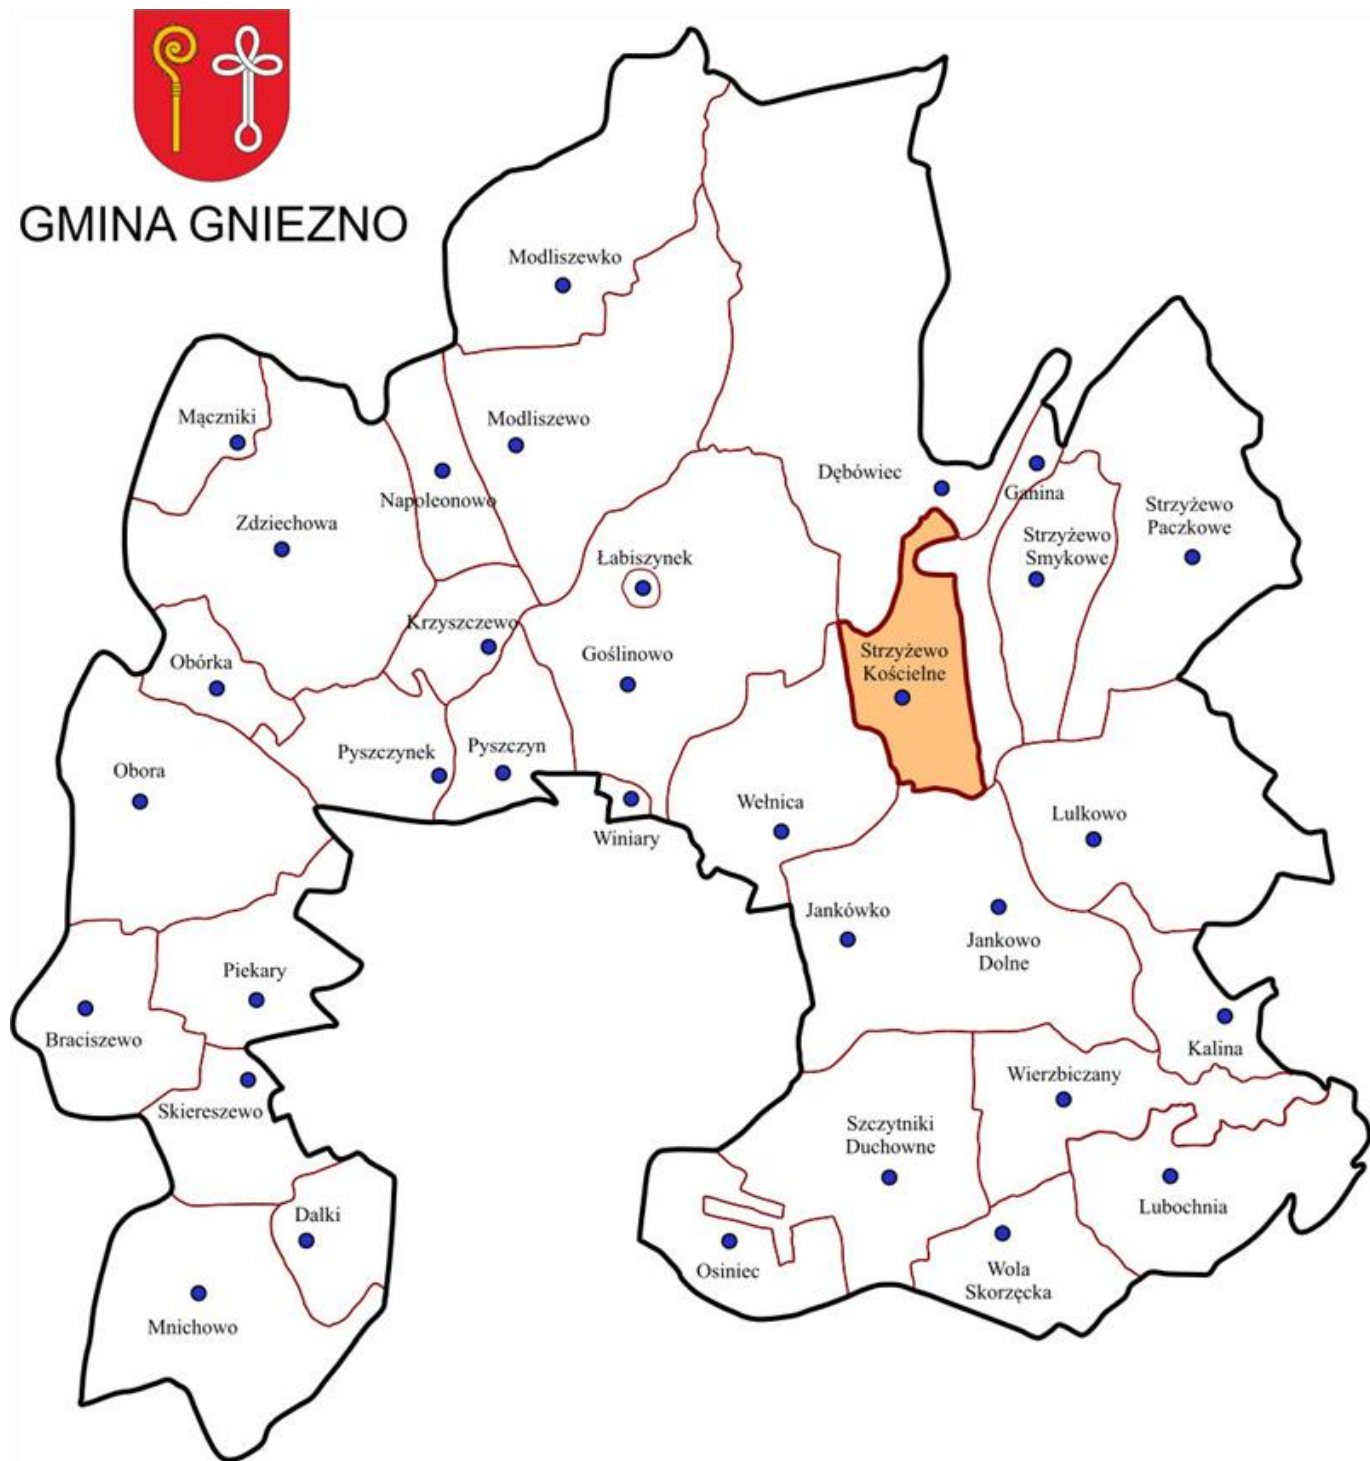 GMINA GNIEZNO
Modliszewko
Mączniki
Modliszewo
Napoleonowo
Zdziechowa
Dębówiec
Ganina
Strzyżewo
Paczkowe
Strzyżewo
Smykowe
Łabiszynek
Krzyszczewo
Goślinowo
Strzyżewo
Kościelne
Obórka
Pyszczynek
Pyszczyn
Obora
Winiary
Wełnica
Lulkowo
Jankówko
Jankowo
Dolne
Piekary
Braciszewo
Kalina
Skiereszewo
Wierzbiczany
Szczytniki
Duchowne
Lubochnia
Dalki
Osiniec
Wola
Skorzęcka
Mnichowo